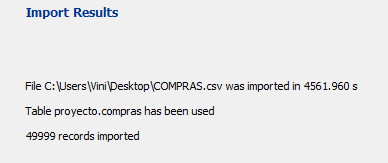 Import Results
File C:\Users\Vini\Desktop\COMPRAS.csv was imported in 4561.960 s
Table proyecto.compras has been used
49999 records imported